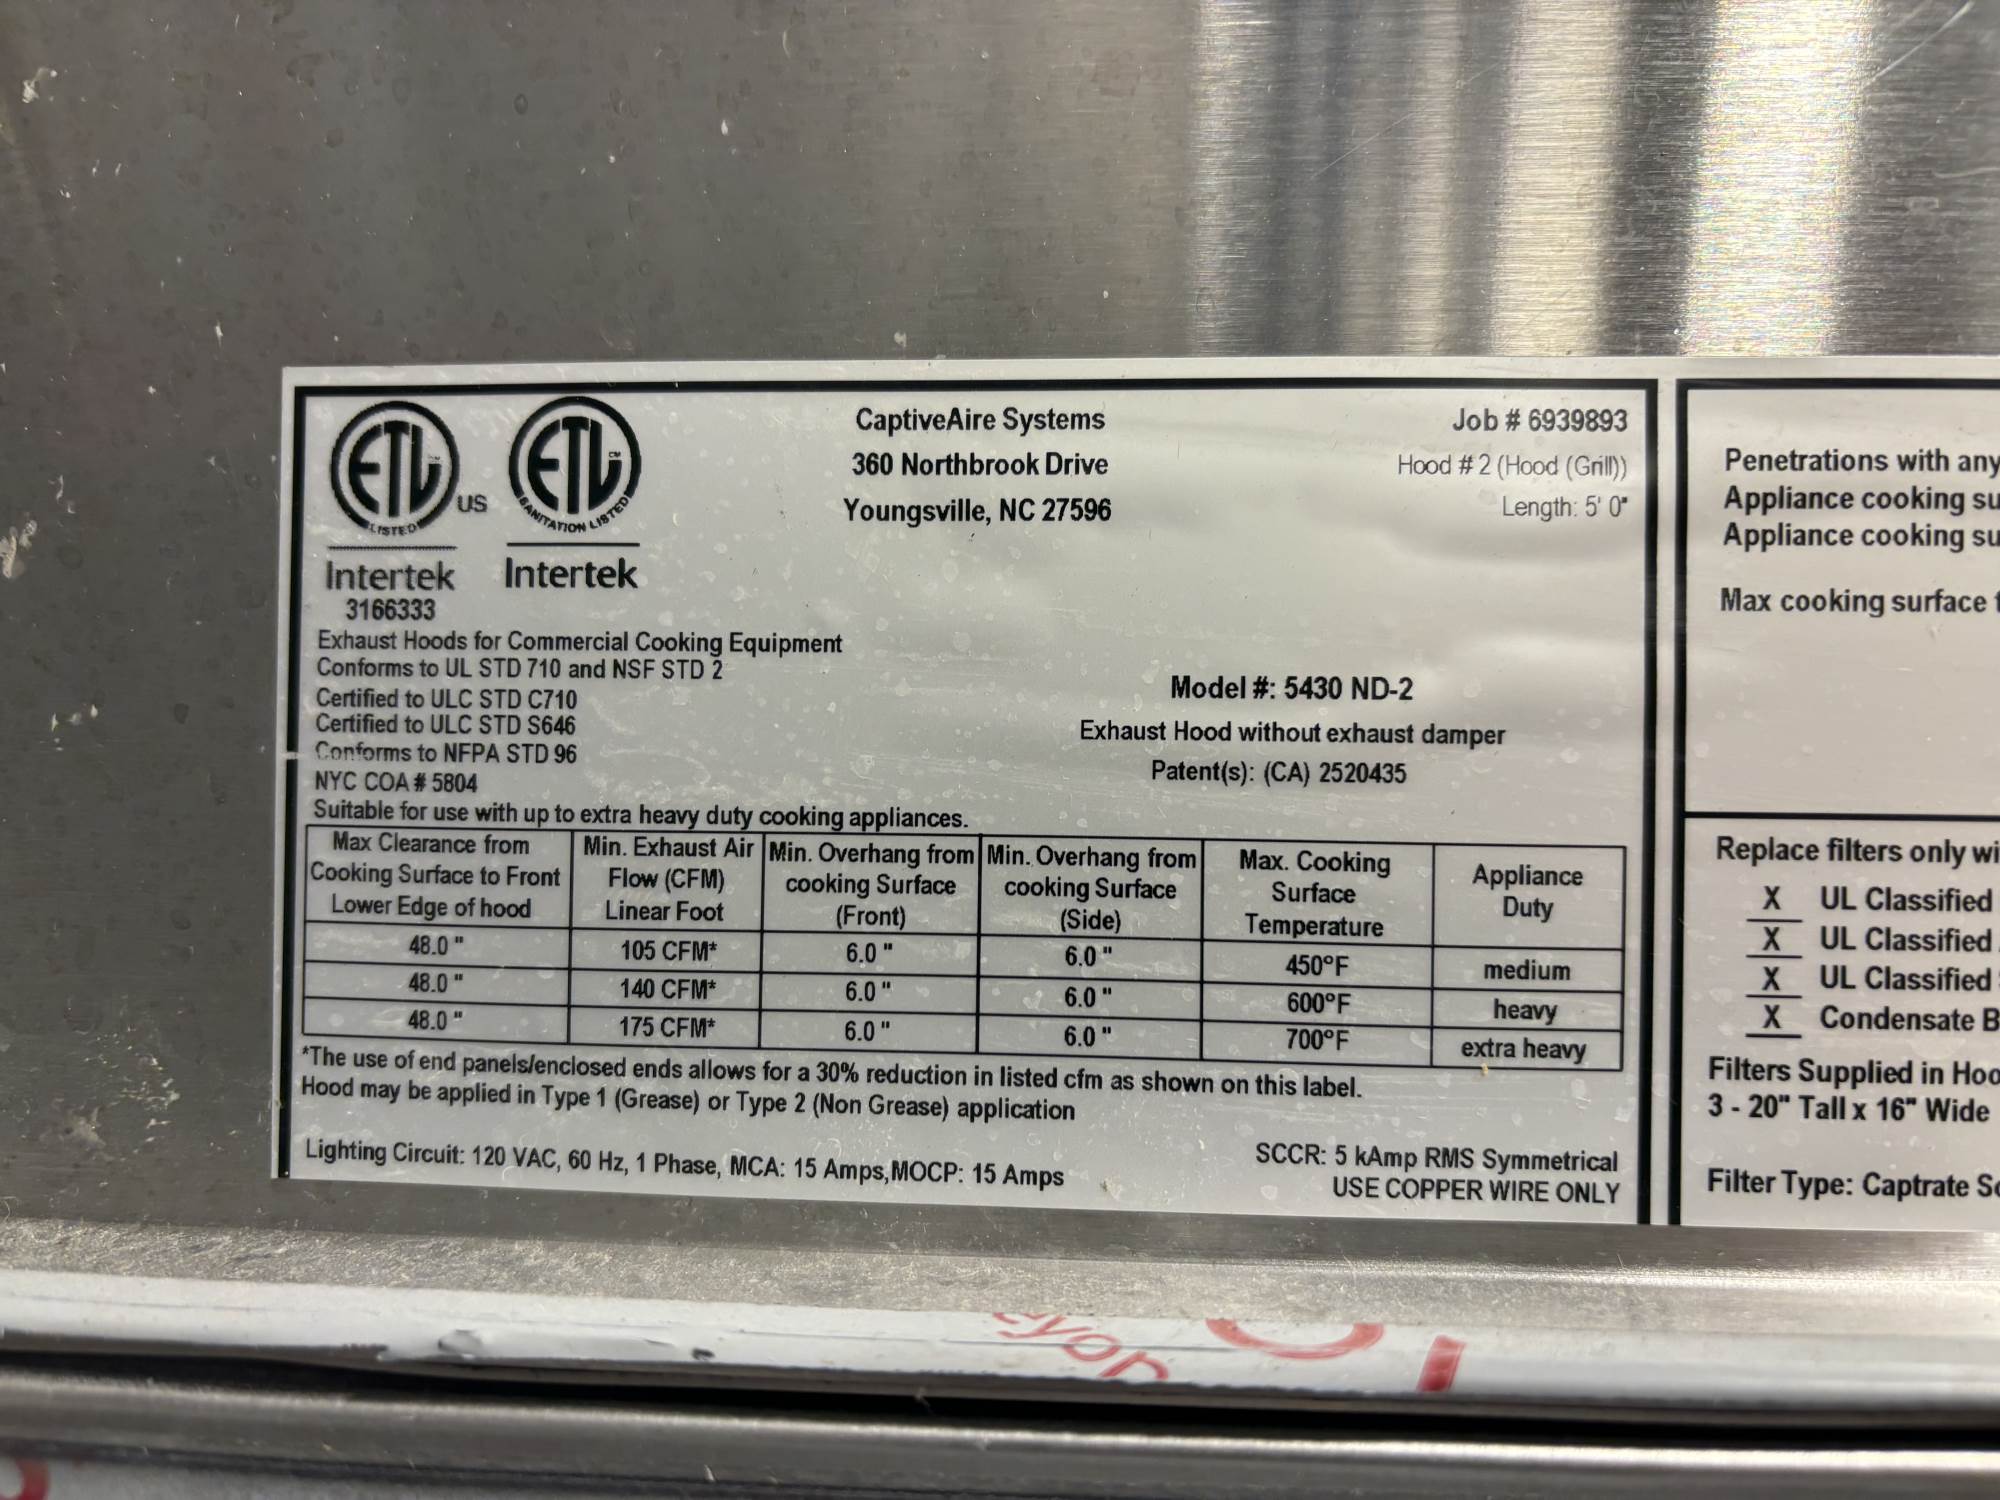 ETL
LISTED
US
Intertek
3166333
ETL
SANITATION LISTED
Intertek
CaptiveAire Systems
360 Northbrook Drive
Youngsville, NC 27596
Job # 6939893
Hood # 2 (Hood (Grill))
Length: 5' 0"
Exhaust Hoods for Commercial Cooking Equipment
Conforms to UL STD 710 and NSF STD 2
Certified to ULC STD C710
Certified to ULC STD S646
Conforms to NFPA STD 96
NYC COA # 5804
Model #: 5430 ND-2
Exhaust Hood without exhaust damper
Patent(s): (CA) 2520435
Suitable for use with up to extra heavy duty cooking appliances.
Max Clearance from
Cooking Surface to Front
Lower Edge of hood
Min. Exhaust Air
Flow (CFM)
Linear Foot
Min. Overhang from
cooking Surface
(Front)
Min. Overhang from
cooking Surface
(Side)
Max. Cooking
Surface
Temperature
Appliance
Duty
48.0 " 105 CFM* 6.0 " 6.0 " 450°F medium
48.0 " 140 CFM* 6.0 " 6.0 " 600°F heavy
48.0 " 175 CFM* 6.0 " 6.0 " 700°F extra heavy
*The use of end panels/enclosed ends allows for a 30% reduction in listed cfm as shown on this label.
Hood may be applied in Type 1 (Grease) or Type 2 (Non Grease) application
Lighting Circuit: 120 VAC, 60 Hz, 1 Phase, MCA: 15 Amps,MOCP: 15 Amps
SCCR: 5 kAmp RMS Symmetrical
USE COPPER WIRE ONLY
Penetrations with any
Appliance cooking su
Appliance cooking su
Max cooking surface
Replace filters only wi
X UL Classified
X UL Classified
X UL Classified
X Condensate B
Filters Supplied in Hoo
3 - 20" Tall x 16" Wide
Filter Type: Captrate S